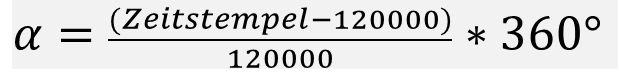 α = (Zeitstempel−120000) / 120000 ∗ 360°